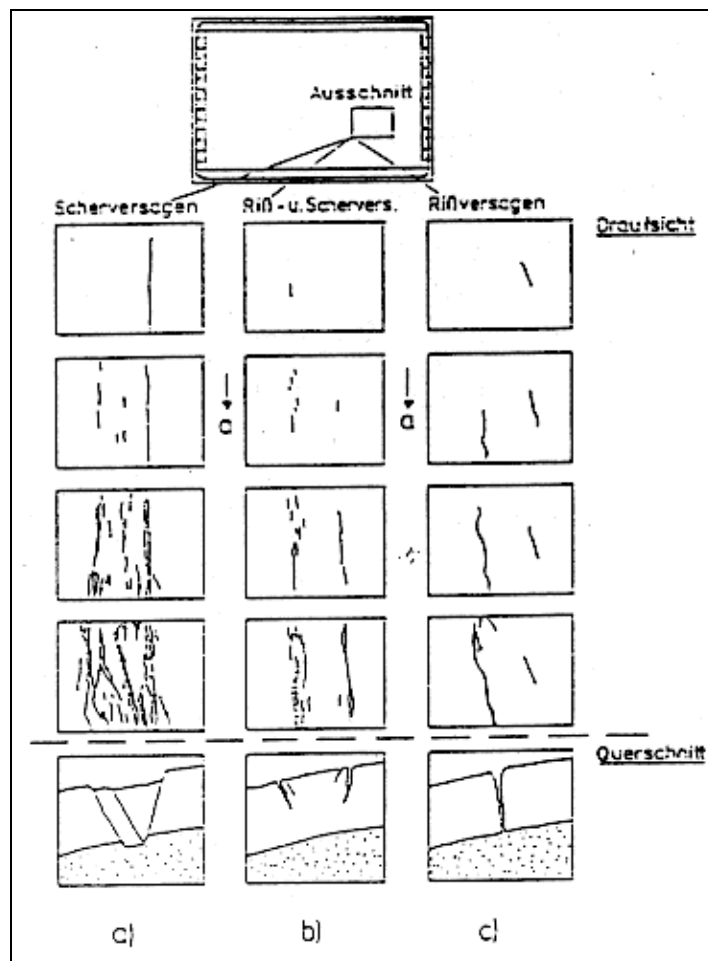 Ausschnitt
Scherversagen
Riß-u. Schervers.
Rißversagen
Draufsicht
a
a
Querschnitt
a)
b)
c)